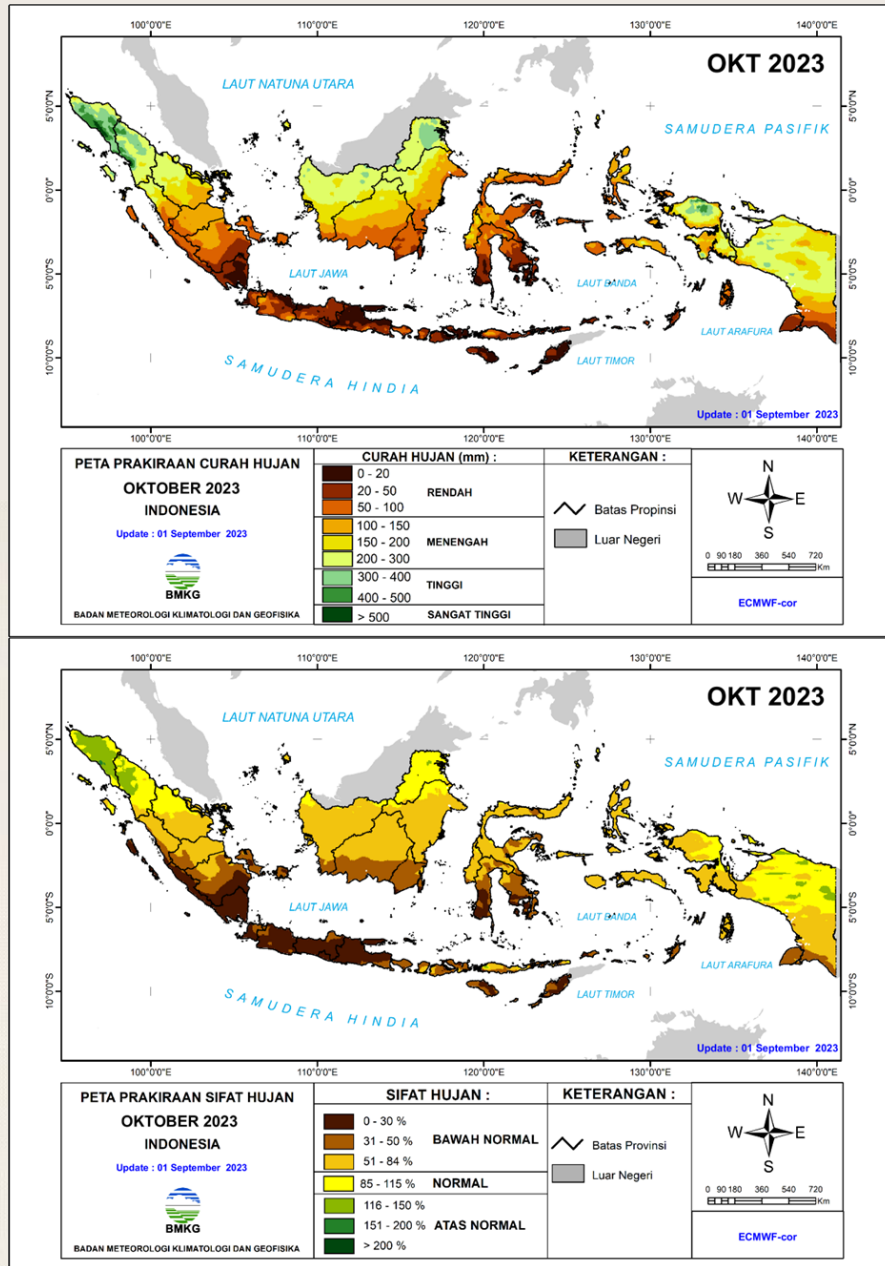 100°0'0"E 110°0'0"E 120°0'0"E 130°0'0"E 140°0'0"E
OKT 2023
LAUT NATUNA UTARA
5°0'0"N 5°0'0"N
SAMUDERA PASIFIK
0°0'0" 0°0'0"
LAUT JAWA
LAUT BANDA
5°0'0"S 5°0'0"S
LAUT ARAFURA
10°0'0"S 10°0'0"S
LAUT TIMOR
SAMUDERA HINDIA
Update : 01 September 2023
100°0'0"E 110°0'0"E 120°0'0"E 130°0'0"E 140°0'0"E
PETA PRAKIRAAN CURAH HUJAN
OKTOBER 2023
INDONESIA
Update : 01 September 2023
BMKG
BADAN METEOROLOGI KLIMATOLOGI DAN GEOFISIKA
CURAH HUJAN (mm) :
0 - 20
20 - 50 RENDAH
50 - 100
100 - 150
150 - 200 MENENGAH
200 - 300
300 - 400
TINGGI
400 - 500
> 500 SANGAT TINGGI
KETERANGAN :
Batas Propinsi
Luar Negeri
N
W E
S
0 90 180 360 540 720
Km
ECMWF-cor
100°0'0"E 110°0'0"E 120°0'0"E 130°0'0"E 140°0'0"E
OKT 2023
LAUT NATUNA UTARA
5°0'0"N 5°0'0"N
SAMUDERA PASIFIK
0°0'0" 0°0'0"
LAUT JAWA
LAUT BANDA
5°0'0"S 5°0'0"S
LAUT ARAFURA
10°0'0"S 10°0'0"S
LAUT TIMOR
SAMUDERA HINDIA
Update : 01 September 2023
100°0'0"E 110°0'0"E 120°0'0"E 130°0'0"E 140°0'0"E
PETA PRAKIRAAN SIFAT HUJAN
OKTOBER 2023
INDONESIA
Update : 01 September 2023
BMKG
BADAN METEOROLOGI KLIMATOLOGI DAN GEOFISIKA
SIFAT HUJAN :
0 - 30 %
31 - 50 % BAWAH NORMAL
51 - 84 %
85 - 115 % NORMAL
116 - 150 %
151 - 200 % ATAS NORMAL
> 200 %
KETERANGAN :
Batas Provinsi
Luar Negeri
N
W E
S
0 90 180 360 540 720
Km
ECMWF-cor